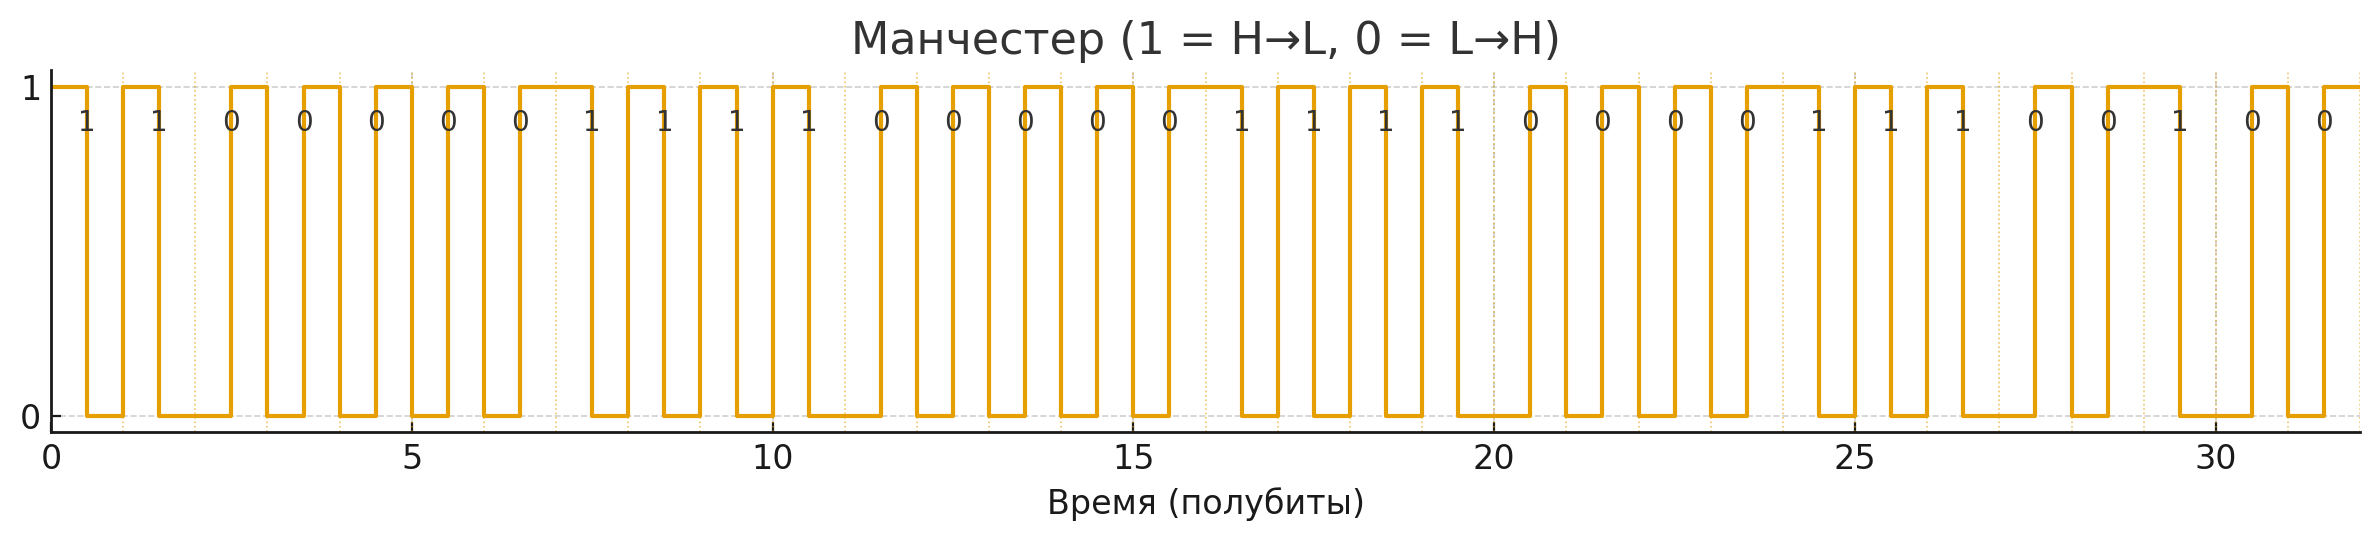 Манчестер (1 = H→L, 0 = L→H)
1
1 1 0 0 0 0 0 1 1 1 1 0 0 0 0 0 1 1 1 1 0 0 0 0 1 1 1 0 0 1 0 0
0
0 5 10 15 20 25 30
Время (полубиты)